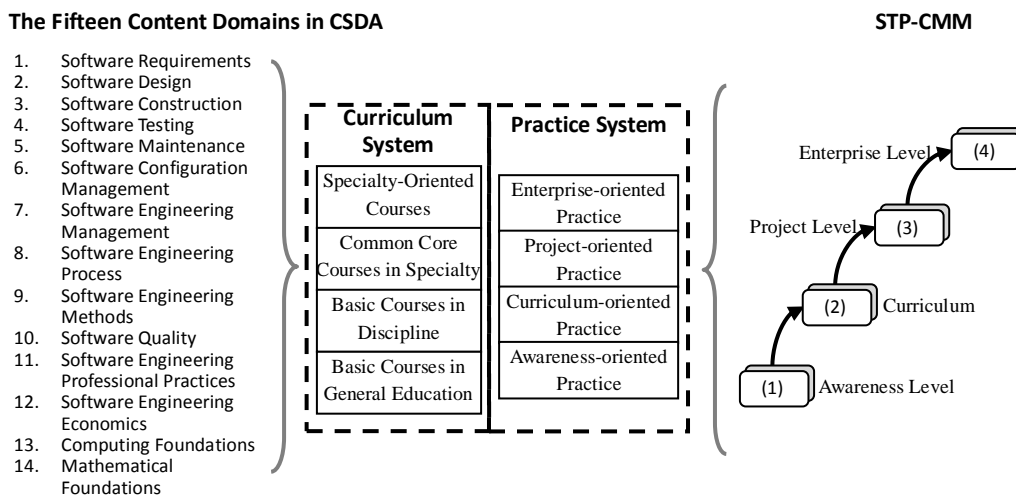 The Fifteen Content Domains in CSDA
STP-CMM
1. Software Requirements
2. Software Design
3. Software Construction
4. Software Testing
5. Software Maintenance
6. Software Configuration
Management
7. Software Engineering
Management
8. Software Engineering
Process
9. Software Engineering
Methods
10. Software Quality
11. Software Engineering
Professional Practices
12. Software Engineering
Economics
13. Computing Foundations
14. Mathematical
Foundations
Curriculum
System
Specialty-Oriented
Courses
Common Core
Courses in Specialty
Basic Courses in
Discipline
Basic Courses in
General Education
Practice System
Enterprise-oriented
Practice
Project-oriented
Practice
Curriculum-oriented
Practice
Awareness-oriented
Practice
Enterprise Level
(4)
Project Level
(3)
(2)
Curriculum
(1)
Awareness Level